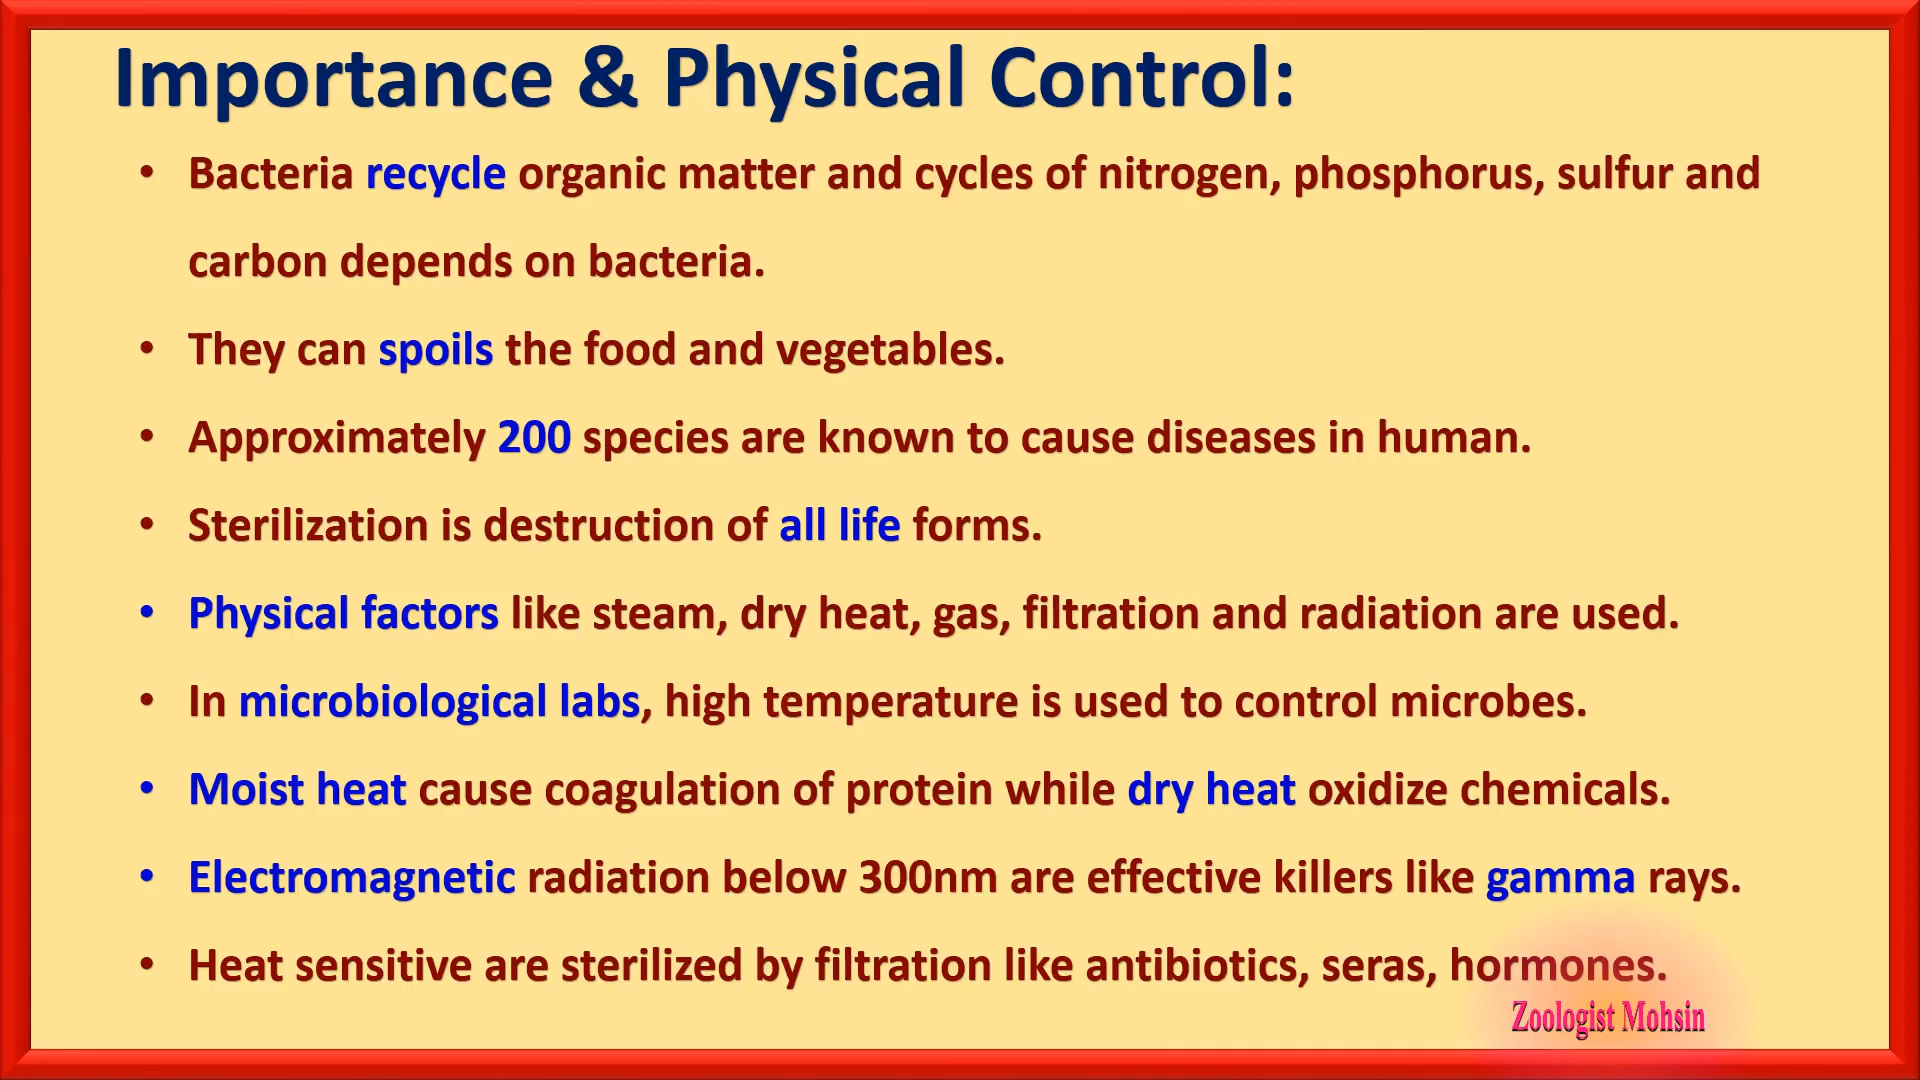 Importance & Physical Control:
• Bacteria recycle organic matter and cycles of nitrogen, phosphorus, sulfur and
carbon depends on bacteria.
• They can spoils the food and vegetables.
• Approximately 200 species are known to cause diseases in human.
• Sterilization is destruction of all life forms.
• Physical factors like steam, dry heat, gas, filtration and radiation are used.
• In microbiological labs, high temperature is used to control microbes.
• Moist heat cause coagulation of protein while dry heat oxidize chemicals.
• Electromagnetic radiation below 300nm are effective killers like gamma rays.
• Heat sensitive are sterilized by filtration like antibiotics, seras, hormones.
Zoologist Mohsin